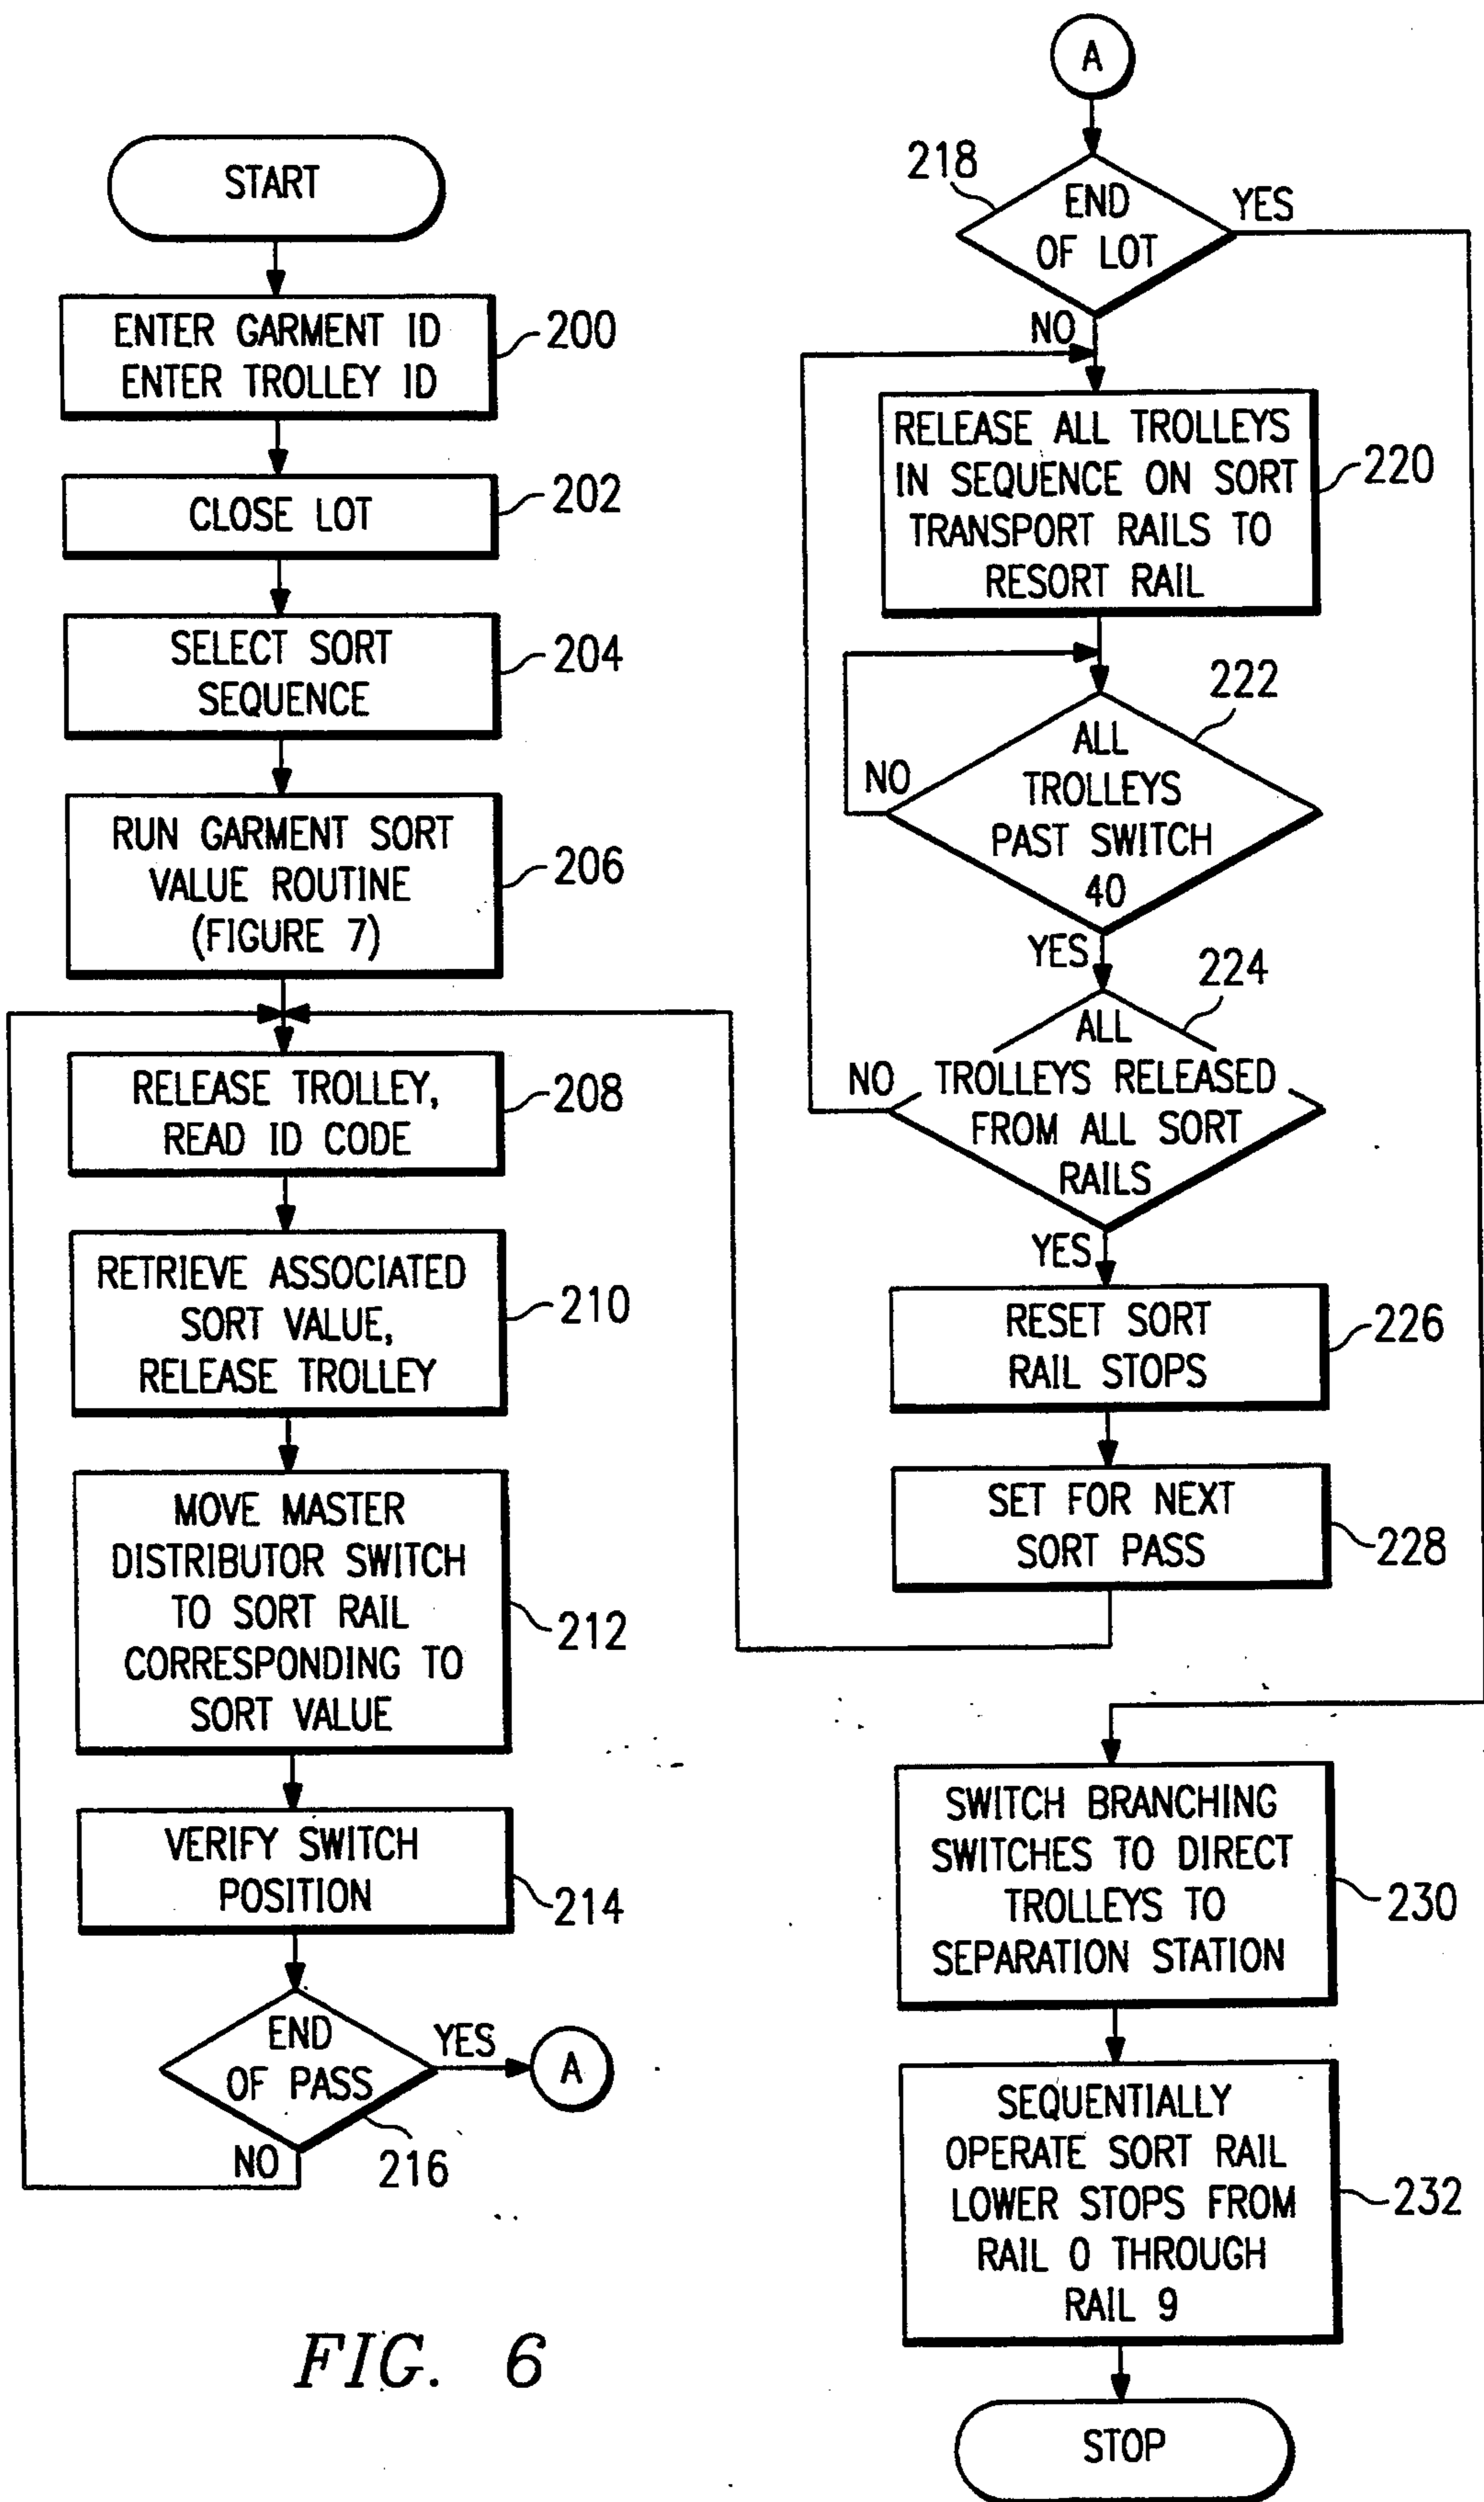 START
ENTER GARMENT ID
ENTER TROLLEY ID
200
CLOSE LOT
202
SELECT SORT
SEQUENCE
204
RUN GARMENT SORT
VALUE ROUTINE
(FIGURE 7)
206
RELEASE TROLLEY,
READ ID CODE
208
RETRIEVE ASSOCIATED
SORT VALUE,
RELEASE TROLLEY
210
MOVE MASTER
DISTRIBUTOR SWITCH
TO SORT RAIL
CORRESPONDING TO
SORT VALUE
212
VERIFY SWITCH
POSITION
214
END
OF PASS
YES
A
NO
216
A
218
END
OF LOT
YES
NO
RELEASE ALL TROLLEYS
IN SEQUENCE ON SORT
TRANSPORT RAILS TO
RESORT RAIL
220
222
ALL
TROLLEYS
PAST SWITCH
40
NO
YES
224
ALL
TROLLEYS RELEASED
FROM ALL SORT
RAILS
NO
YES
RESET SORT
RAIL STOPS
226
SET FOR NEXT
SORT PASS
228
SWITCH BRANCHING
SWITCHES TO DIRECT
TROLLEYS TO
SEPARATION STATION
230
SEQUENTIALLY
OPERATE SORT RAIL
LOWER STOPS FROM
RAIL 0 THROUGH
RAIL 9
232
STOP
FIG. 6